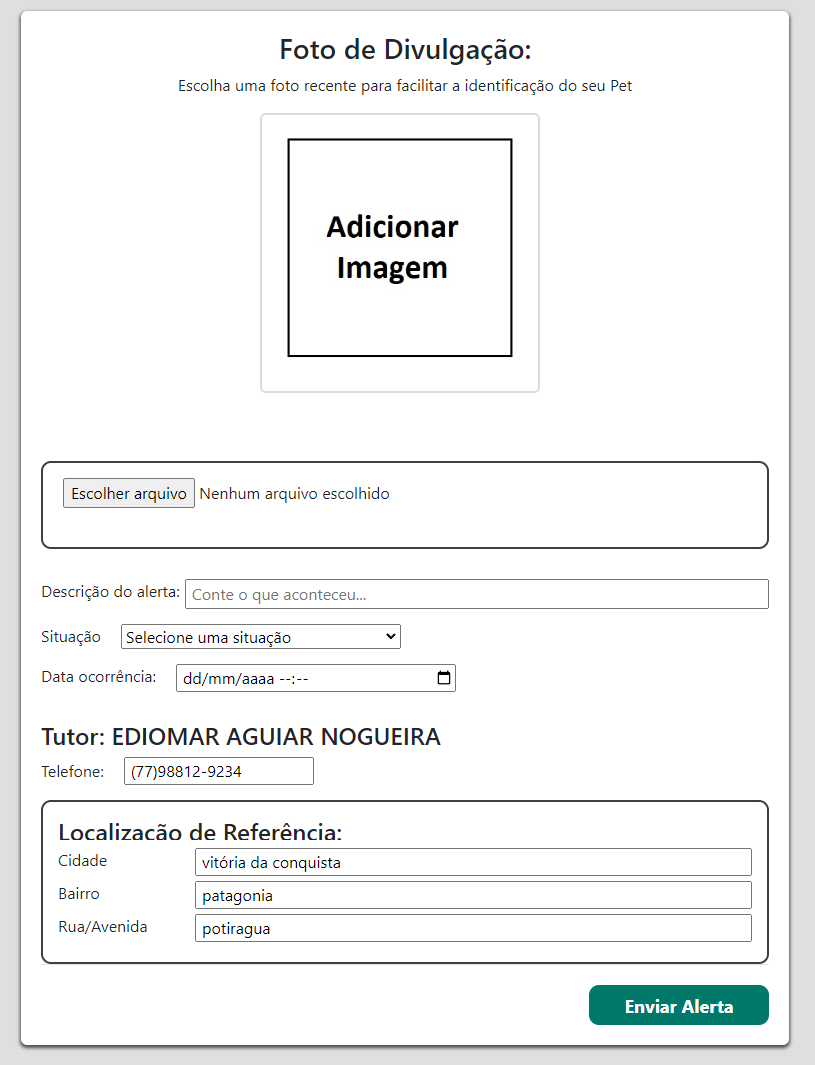 Foto de Divulgação:
Escolha uma foto recente para facilitar a identificação do seu Pet
Adicionar
Imagem
Escolher arquivo Nenhum arquivo escolhido
Descrição do alerta: Conte o que aconteceu...
Situação Selecione uma situação
Data ocorrência: dd/mm/aaaa --:--
Tutor: EDIOMAR AGUIAR NOGUEIRA
Telefone: (77)98812-9234
Localização de Referência:
Cidade vitória da conquista
Bairro patagonia
Rua/Avenida potiragua
Enviar Alerta